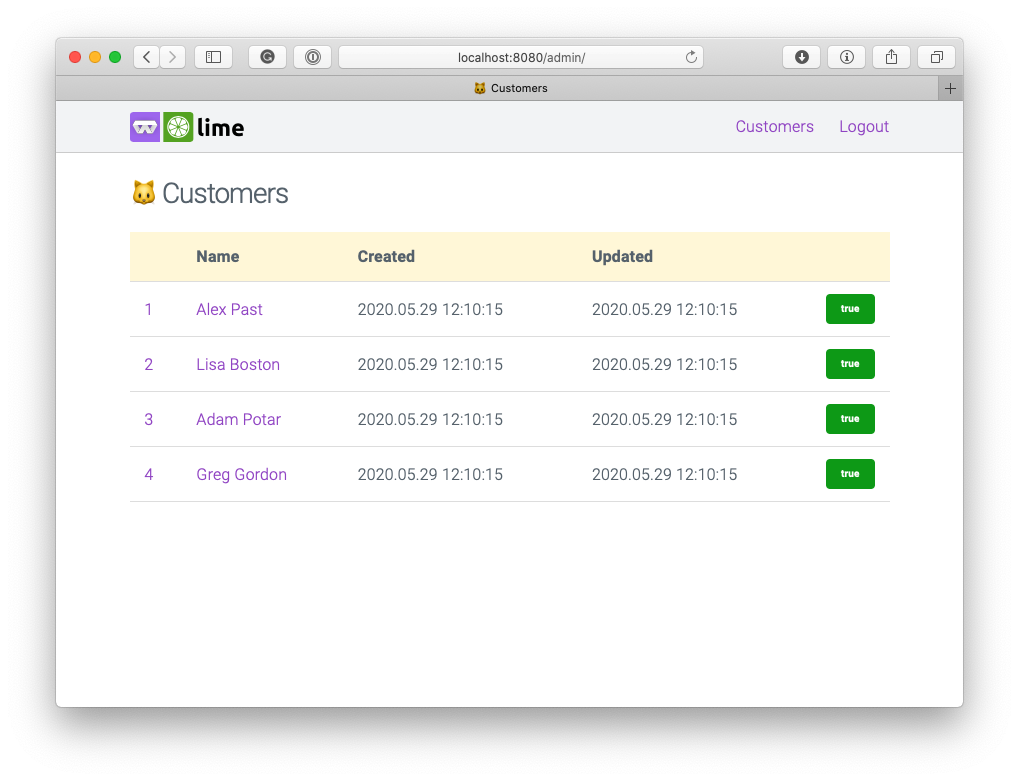 localhost:8080/admin/
🐱 Customers
lime Customers Logout
🐱 Customers
Name Created Updated
1 Alex Past 2020.05.29 12:10:15 2020.05.29 12:10:15 true
2 Lisa Boston 2020.05.29 12:10:15 2020.05.29 12:10:15 true
3 Adam Potar 2020.05.29 12:10:15 2020.05.29 12:10:15 true
4 Greg Gordon 2020.05.29 12:10:15 2020.05.29 12:10:15 true